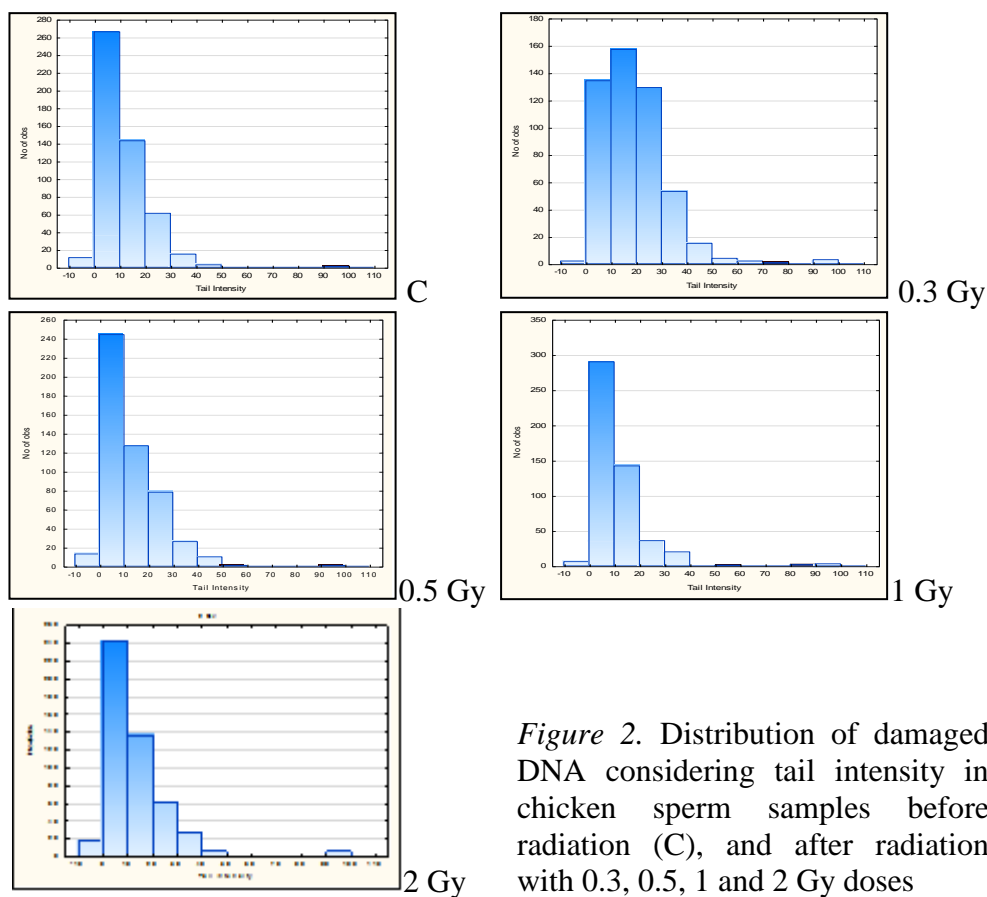 280
260
240
220
200
180
160
140
120
100
80
60
40
20
0
No of obs
-10 0 10 20 30 40 50 60 70 80 90 100 110
Tail Intensity
C
180
160
140
120
100
80
60
40
20
0
No of obs
-10 0 10 20 30 40 50 60 70 80 90 100 110
Tail Intensity
0.3 Gy
260
240
220
200
180
160
140
120
100
80
60
40
20
0
No of obs
-10 0 10 20 30 40 50 60 70 80 90 100 110
Tail Intensity
0.5 Gy
350
300
250
200
150
100
50
0
No of obs
-10 0 10 20 30 40 50 60 70 80 90 100 110
Tail Intensity
1 Gy
2 Gy
Figure 2. Distribution of damaged
DNA considering tail intensity in
chicken sperm samples before
radiation (C), and after radiation
with 0.3, 0.5, 1 and 2 Gy doses